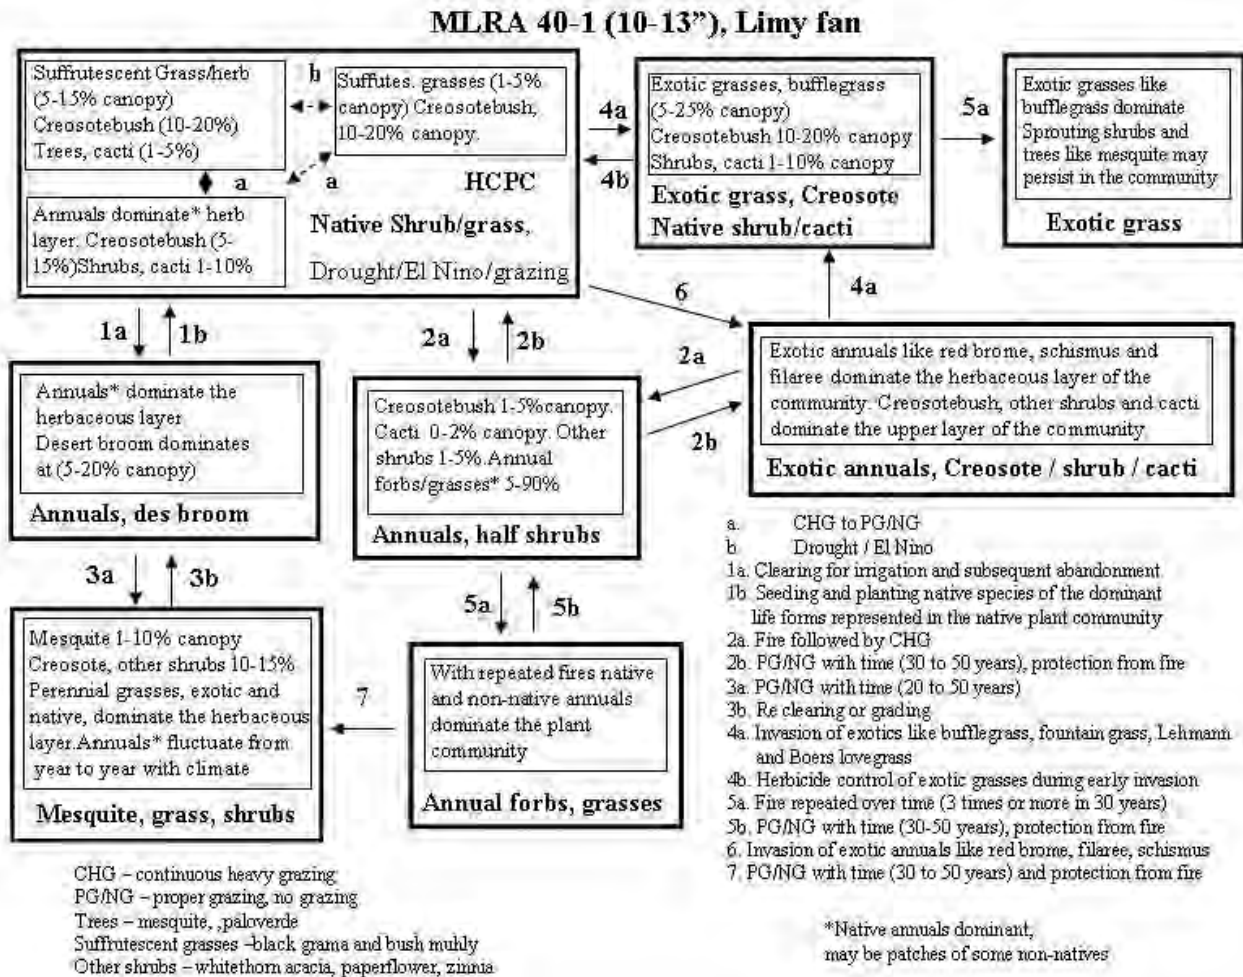 MLRA 40-1 (10-13”), Limy fan
Suffrutescent Grass/herb
(5-15% canopy)
Creosotebush (10-20%)
Trees, cacti (1-5%)
b
Suffutes. grasses (1-5%
canopy) Creosotebush,
10-20% canopy.
a
a
Annuals dominate* herb
layer. Creosotebush (5-
15%)Shrubs, cacti 1-10%
HCPC
Native Shrub/grass,
Drought/El Nino/grazing
4a
4b
Exotic grasses, bufflegrass
(5-25% canopy)
Creosotebush 10-20% canopy
Shrubs, cacti 1-10% canopy
Exotic grass, Creosote
Native shrub/cacti
5a
Exotic grasses like
bufflegrass dominate
Sprouting shrubs and
trees like mesquite may
persist in the community
Exotic grass
1a
1b
2a
2b
6
4a
Annuals* dominate the
herbaceous layer
Desert broom dominates
at (5-20% canopy)
Annuals, des broom
Creosotebush 1-5%canopy.
Cacti 0-2% canopy. Other
shrubs 1-5%.Annual
forbs/grasses* 5-90%
Annuals, half shrubs
2a
2b
Exotic annuals like red brome, schismus and
filaree dominate the herbaceous layer of the
community. Creosotebush, other shrubs and cacti
dominate the upper layer of the community
Exotic annuals, Creosote / shrub / cacti
3a
3b
5a
5b
Mesquite 1-10% canopy
Creosote, other shrubs 10-15%
Perennial grasses, exotic and
native, dominate the herbaceous
layer.Annuals* fluctuate from
year to year with climate
Mesquite, grass, shrubs
7
With repeated fires native
and non-native annuals
dominate the plant
community
Annual forbs, grasses
a. CHG to PG/NG
b Drought / El Nino
1a. Clearing for irrigation and subsequent abandonment
1b. Seeding and planting native species of the dominant
life forms represented in the native plant community
2a. Fire followed by CHG
2b. PG/NG with time (30 to 50 years), protection from fire
3a. PG/NG with time (20 to 50 years)
3b. Re clearing or grading
4a. Invasion of exotics like bufflegrass, fountain grass, Lehmann
and Boers lovegrass
4b. Herbicide control of exotic grasses during early invasion
5a. Fire repeated over time (3 times or more in 30 years)
5b. PG/NG with time (30-50 years), protection from fire
6. Invasion of exotic annuals like red brome, filaree, schismus
7. PG/NG with time (30 to 50 years) and protection from fire
CHG – continuous heavy grazing
PG/NG – proper grazing, no grazing
Trees – mesquite, ,paloverde
Suffrutescent grasses –black grama and bush muhly
Other shrubs – whitethorn acacia, paperflower, zinnia
*Native annuals dominant,
may be patches of some non-natives